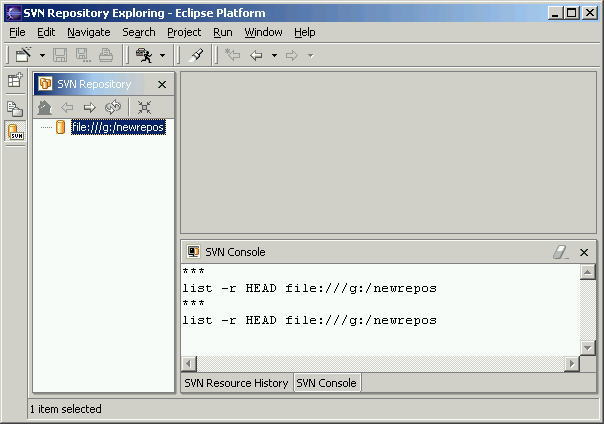 SVN Repository Exploring - Eclipse Platform
File Edit Navigate Search Project Run Window Help
SVN Repository
SVN
file:///g:/newrepos
SVN Console
***
list -r HEAD file:///g:/newrepos
***
list -r HEAD file:///g:/newrepos
SVN Resource History SVN Console
1 item selected